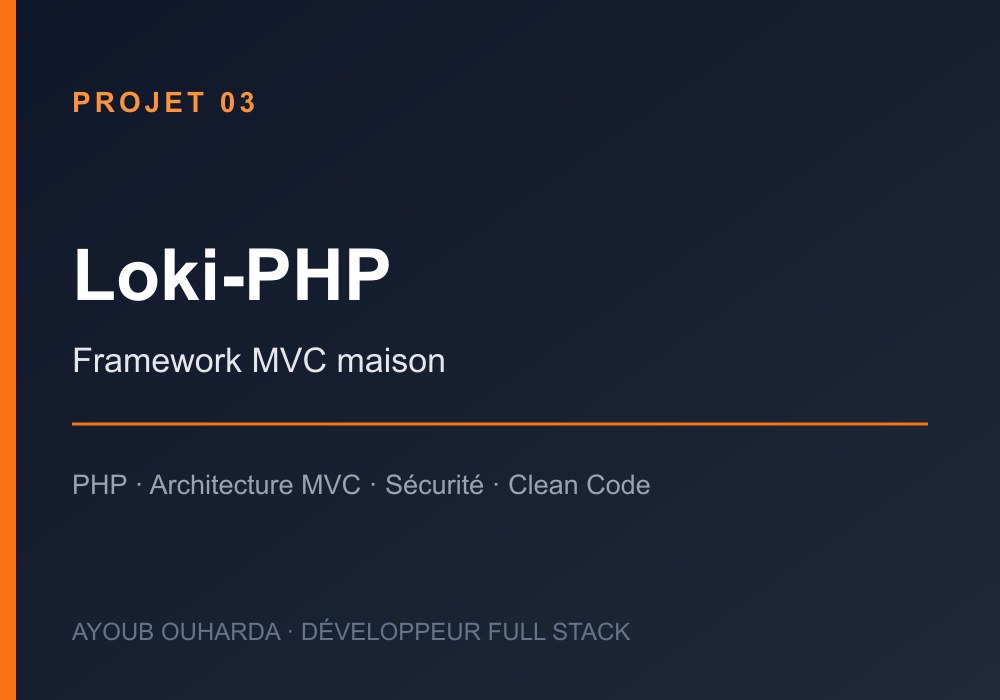 PROJET 03
Loki-PHP
Framework MVC maison
PHP · Architecture MVC · Sécurité · Clean Code
AYOUB OUHARDA · DÉVELOPPEUR FULL STACK